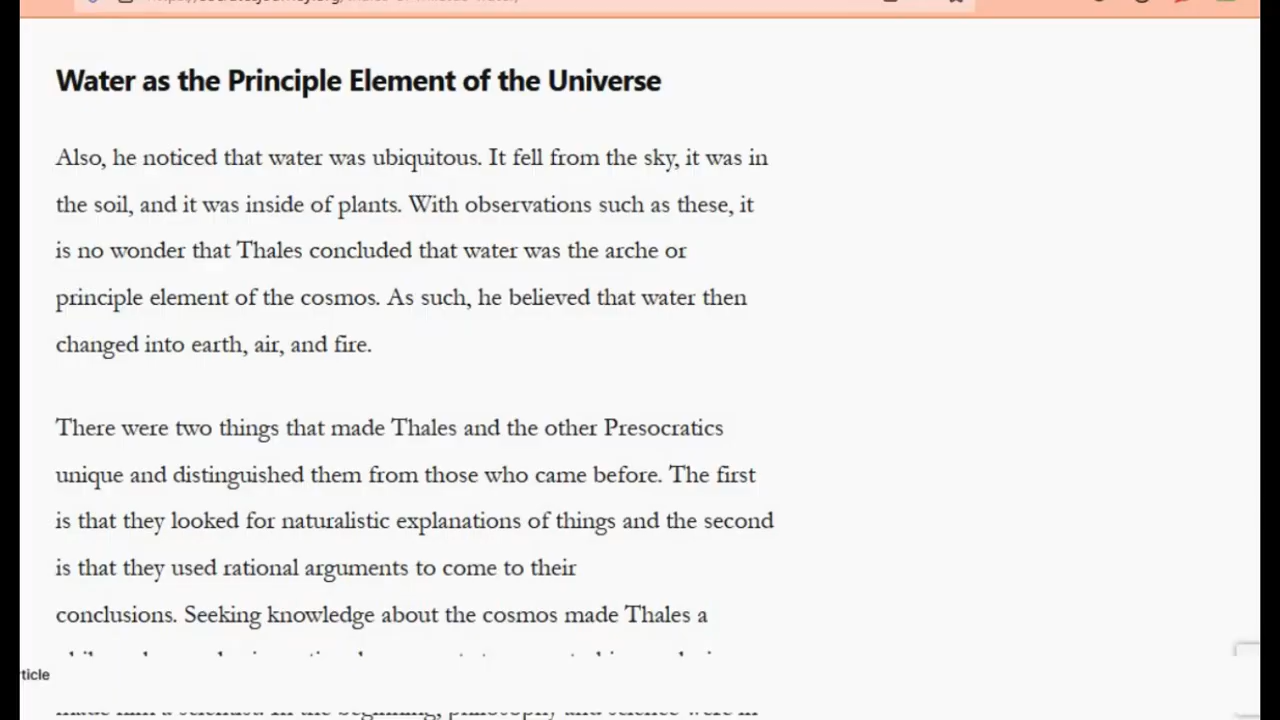 Water as the Principle Element of the Universe
Also, he noticed that water was ubiquitous. It fell from the sky, it was in
the soil, and it was inside of plants. With observations such as these, it
is no wonder that Thales concluded that water was the arche or
principle element of the cosmos. As such, he believed that water then
changed into earth, air, and fire.
There were two things that made Thales and the other Presocratics
unique and distinguished them from those who came before. The first
is that they looked for naturalistic explanations of things and the second
is that they used rational arguments to come to their
conclusions. Seeking knowledge about the cosmos made Thales a
ticle